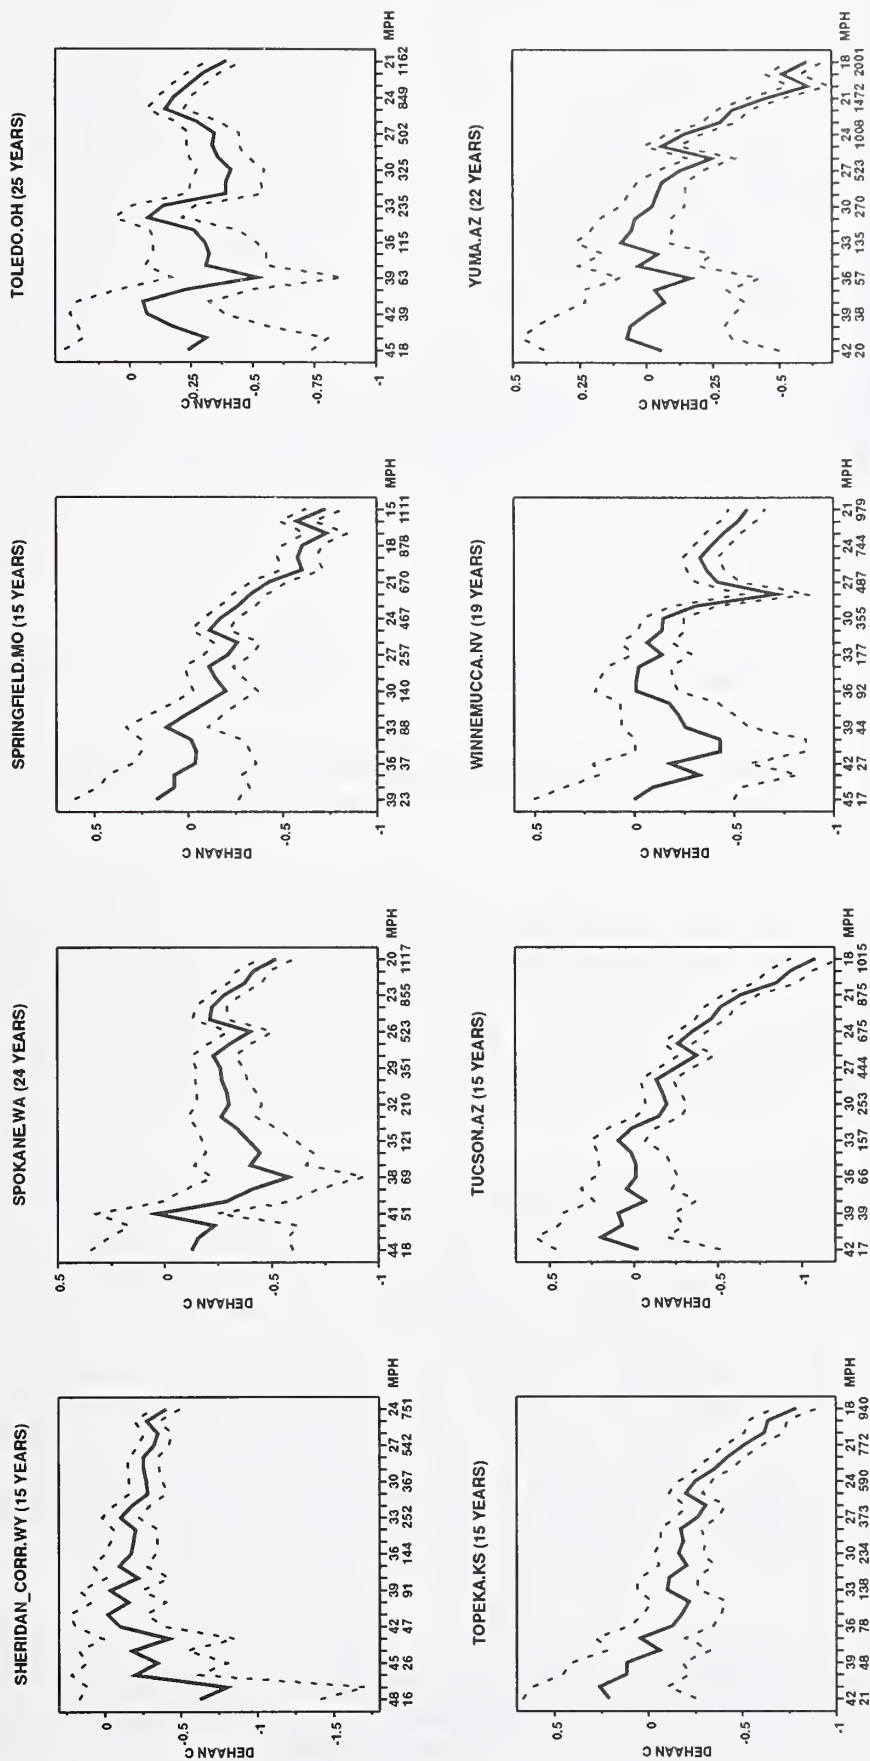 SHERIDAN_CORR.WY (15 YEARS)
DEHAAN C
0
-0.5
-1
-1.5
48 45 42 39 36 33 30 27 24 MPH
16 26 47 91 144 252 367 542 751
SPOKANE.WA (24 YEARS)
DEHAAN C
0.5
0
-0.5
-1
44 41 38 35 32 29 26 23 20 MPH
18 51 69 121 210 351 523 855 1117
SPRINGFIELD.MO (15 YEARS)
DEHAAN C
0.5
0
-0.5
-1
39 36 33 30 27 24 21 18 15 MPH
23 37 88 140 257 467 670 878 1111
TOLEDO.OH (25 YEARS)
DEHAAN C
0
-0.25
-0.5
-0.75
-1
45 42 39 36 33 30 27 24 21 MPH
18 39 63 115 235 325 502 849 1162
TOPEKA.KS (15 YEARS)
DEHAAN C
0.5
0
-0.5
-1
42 39 36 33 30 27 24 21 18 MPH
21 48 78 138 234 373 590 772 940
TUCSON.AZ (15 YEARS)
DEHAAN C
0.5
0
-0.5
-1
42 39 36 33 30 27 24 21 18 MPH
17 39 66 157 253 444 675 875 1015
WINNEMUCCA.NV (19 YEARS)
DEHAAN C
0.5
0
-0.5
-1
45 42 39 36 33 30 27 24 21 MPH
17 27 44 92 177 355 487 744 979
YUMA.AZ (22 YEARS)
DEHAAN C
0.5
0.25
0
-0.25
-0.5
42 39 36 33 30 27 24 21 18 MPH
20 38 57 135 270 523 1008 1472 2001